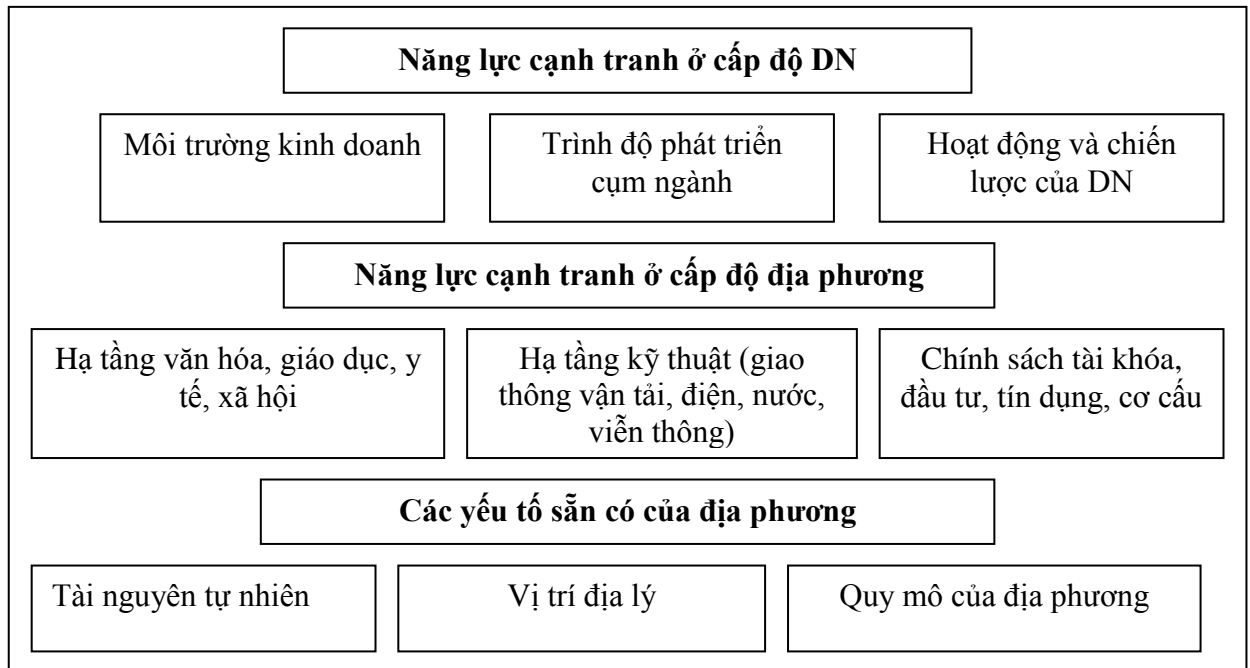 Năng lực cạnh tranh ở cấp độ DN
Môi trường kinh doanh
Trình độ phát triển
cụm ngành
Hoạt động và chiến
lược của DN
Năng lực cạnh tranh ở cấp độ địa phương
Hạ tầng văn hóa, giáo dục, y
tế, xã hội
Hạ tầng kỹ thuật (giao
thông vận tải, điện, nước,
viễn thông)
Chính sách tài khóa,
đầu tư, tín dụng, cơ cấu
Các yếu tố sẵn có của địa phương
Tài nguyên tự nhiên
Vị trí địa lý
Quy mô của địa phương